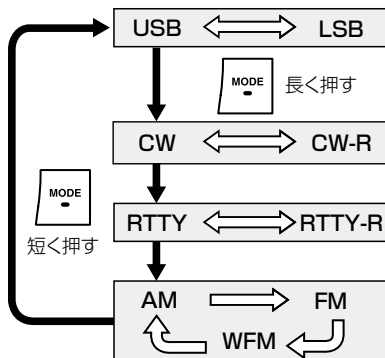 USB LSB
MODE 長く押す
CW CW-R
MODE
短く押す
RTTY RTTY-R
AM FM
WFM